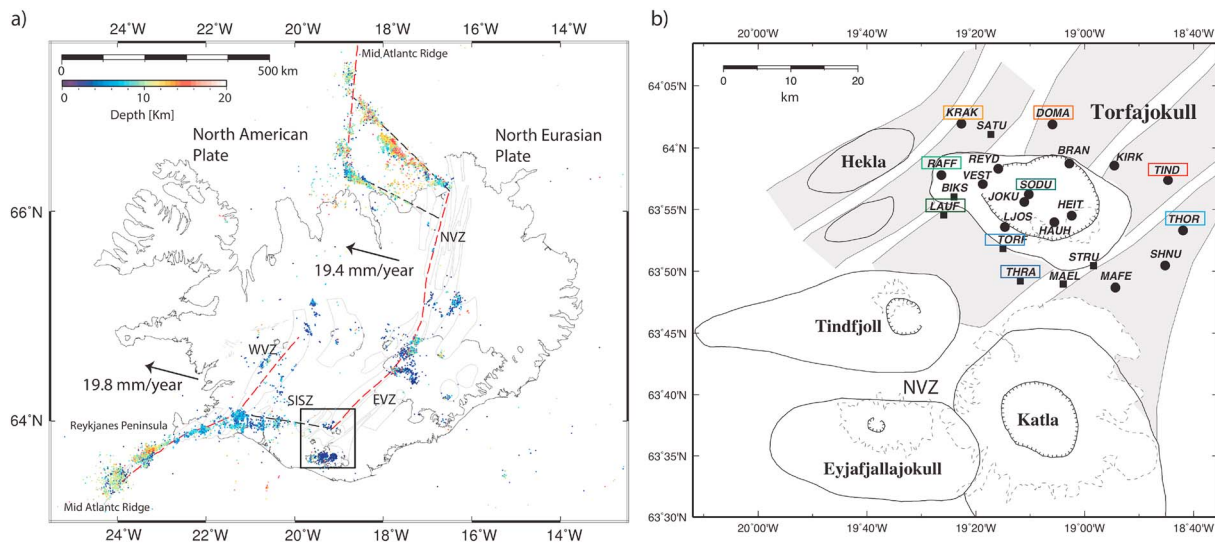 a)
24˚W
22˚W
20˚W
18˚W
16˚W
14˚W
Mid Atlantc Ridge
0
500 km
0
10
20
Depth [Km]
North American
Plate
North Eurasian
Plate
66˚N
NVZ
19.4 mm/year
WVZ
19.8 mm/year
SISZ
EVZ
64˚N
Reykjanes Peninsula
Mid Atlantc Ridge
24˚W
22˚W
20˚W
18˚W
16˚W
14˚W
b)
20˚00'W
19˚40'W
19˚20'W
19˚00'W
18˚40'W
0
10
20
km
64˚05'N
KRAK
DOMA
SATU
Torfajokull
64˚N
Hekla
RAFF
REYD
BRAN
KIRK
VEST
TIND
BIKS
JOKU
SODU
63˚55'N
LAUF
LJOS
HEIT
HAUH
THOR
TORF
63˚50'N
THRA
MAEL
STRU
SHNU
MAFE
Tindfjoll
63˚45'N
NVZ
63˚40'N
Katla
63˚35'N
Eyjafjallajokull
63˚30'N
20˚00'W
19˚40'W
19˚20'W
19˚00'W
18˚40'W